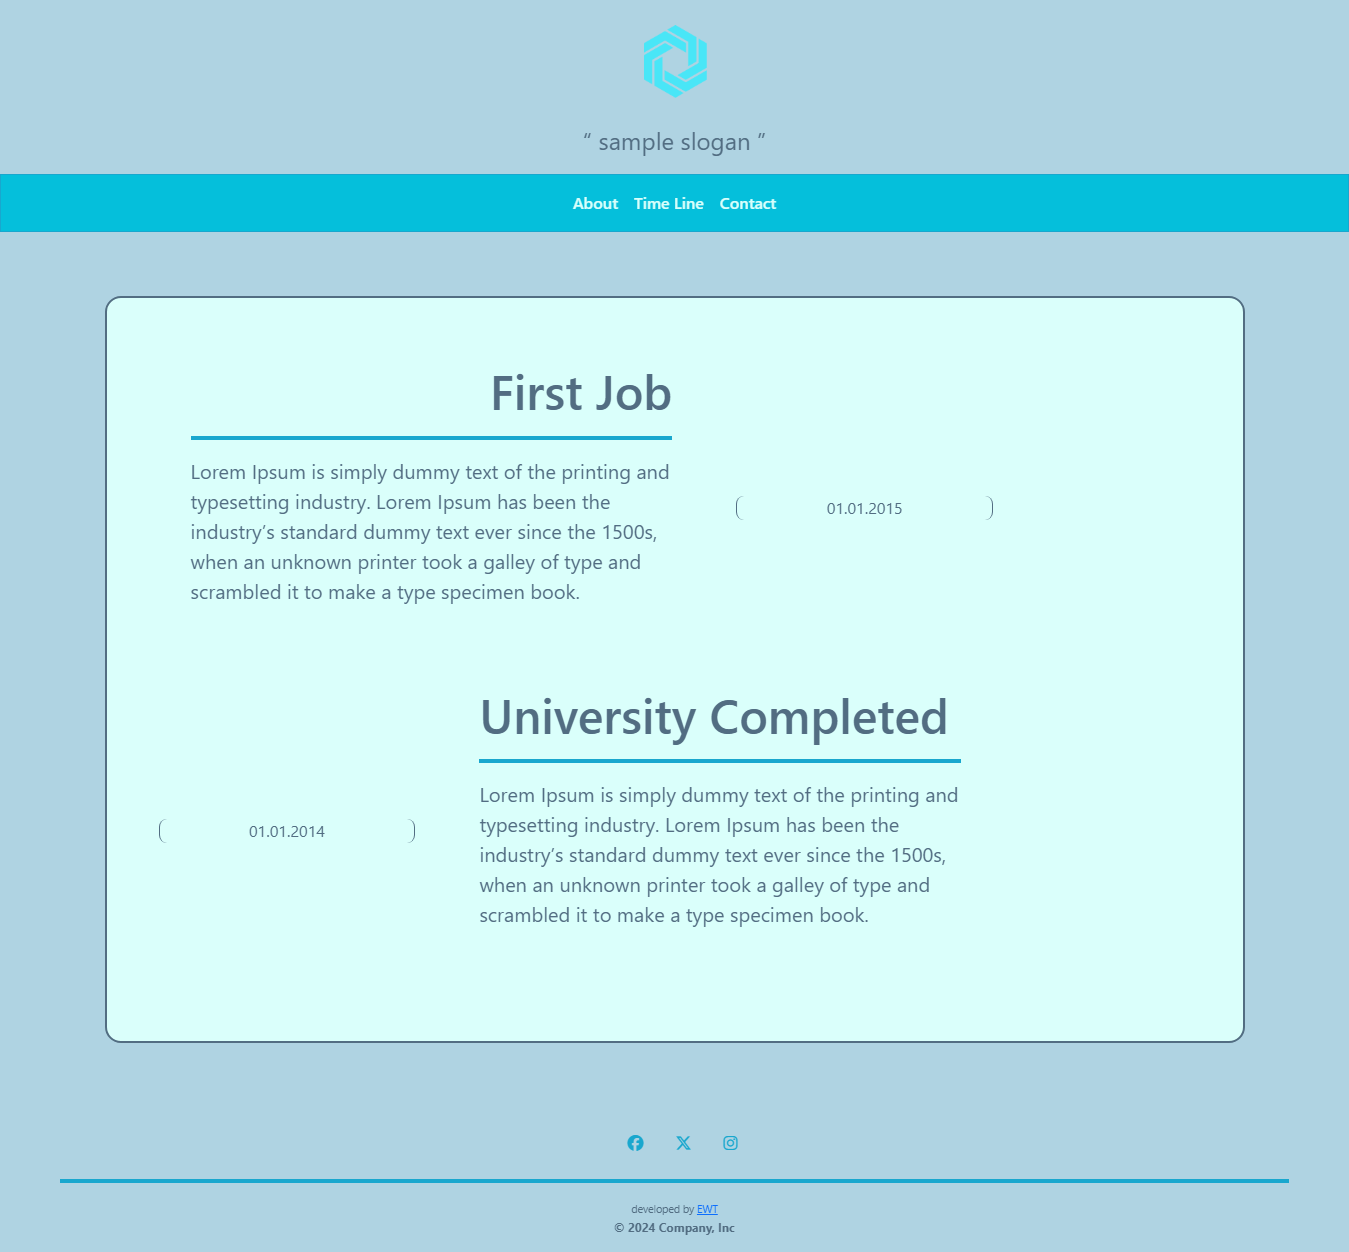 “ sample slogan ”
About Time Line Contact
First Job
Lorem Ipsum is simply dummy text of the printing and
typesetting industry. Lorem Ipsum has been the
industry’s standard dummy text ever since the 1500s,
when an unknown printer took a galley of type and
scrambled it to make a type specimen book.
01.01.2015
University Completed
01.01.2014
Lorem Ipsum is simply dummy text of the printing and
typesetting industry. Lorem Ipsum has been the
industry’s standard dummy text ever since the 1500s,
when an unknown printer took a galley of type and
scrambled it to make a type specimen book.
developed by EWT
© 2024 Company, Inc